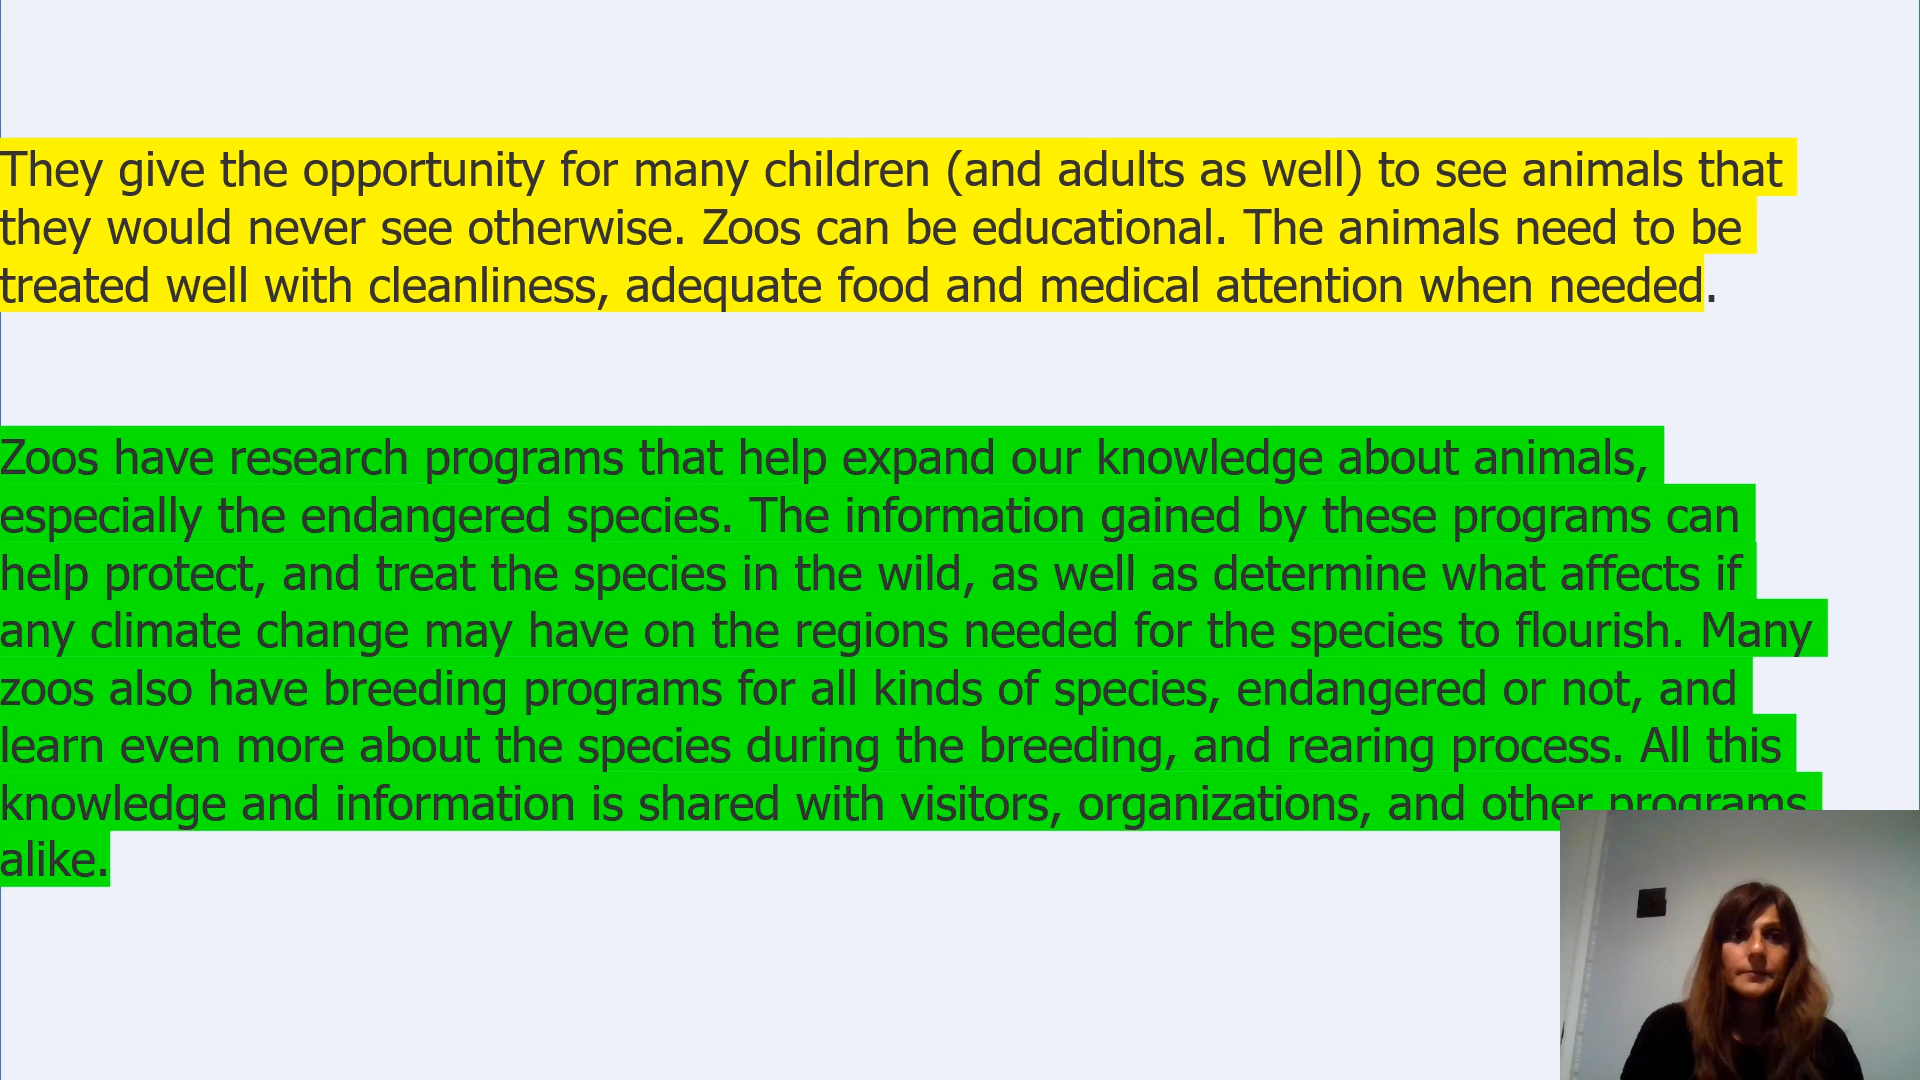 They give the opportunity for many children (and adults as well) to see animals that
they would never see otherwise. Zoos can be educational. The animals need to be
treated well with cleanliness, adequate food and medical attention when needed.
Zoos have research programs that help expand our knowledge about animals,
especially the endangered species. The information gained by these programs can
help protect, and treat the species in the wild, as well as determine what affects if
any climate change may have on the regions needed for the species to flourish. Many
zoos also have breeding programs for all kinds of species, endangered or not, and
learn even more about the species during the breeding, and rearing process. All this
knowledge and information is shared with visitors, organizations, and other programs
alike.